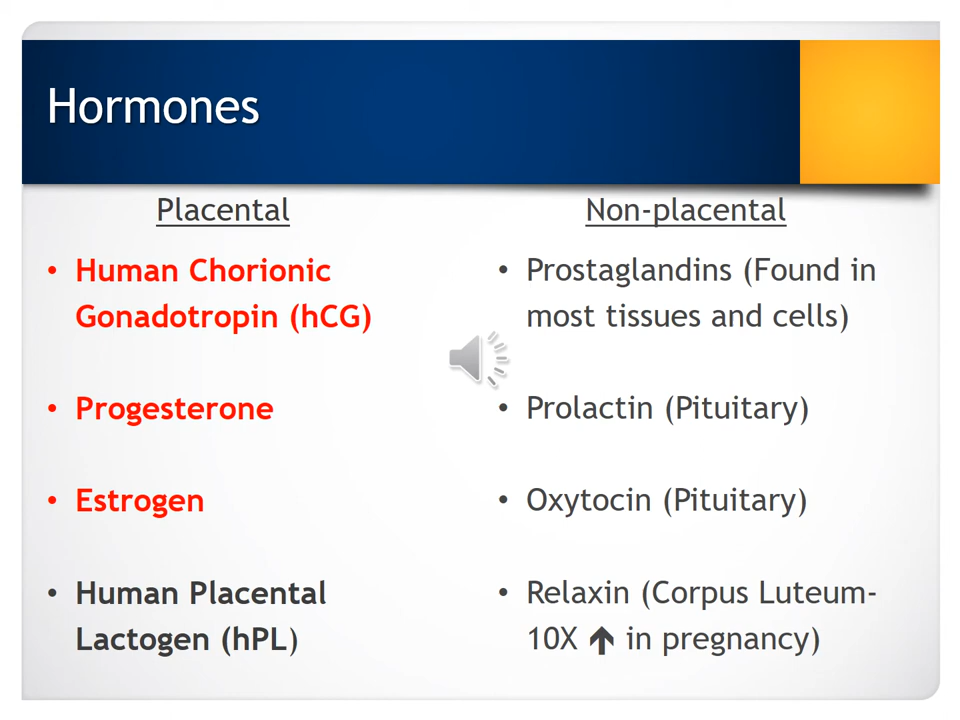 Hormones
Placental
• Human Chorionic
Gonadotropin (hCG)
• Progesterone
• Estrogen
• Human Placental
Lactogen (hPL)
Non-placental
• Prostaglandins (Found in
most tissues and cells)
• Prolactin (Pituitary)
• Oxytocin (Pituitary)
• Relaxin (Corpus Luteum-
10X ↑ in pregnancy)